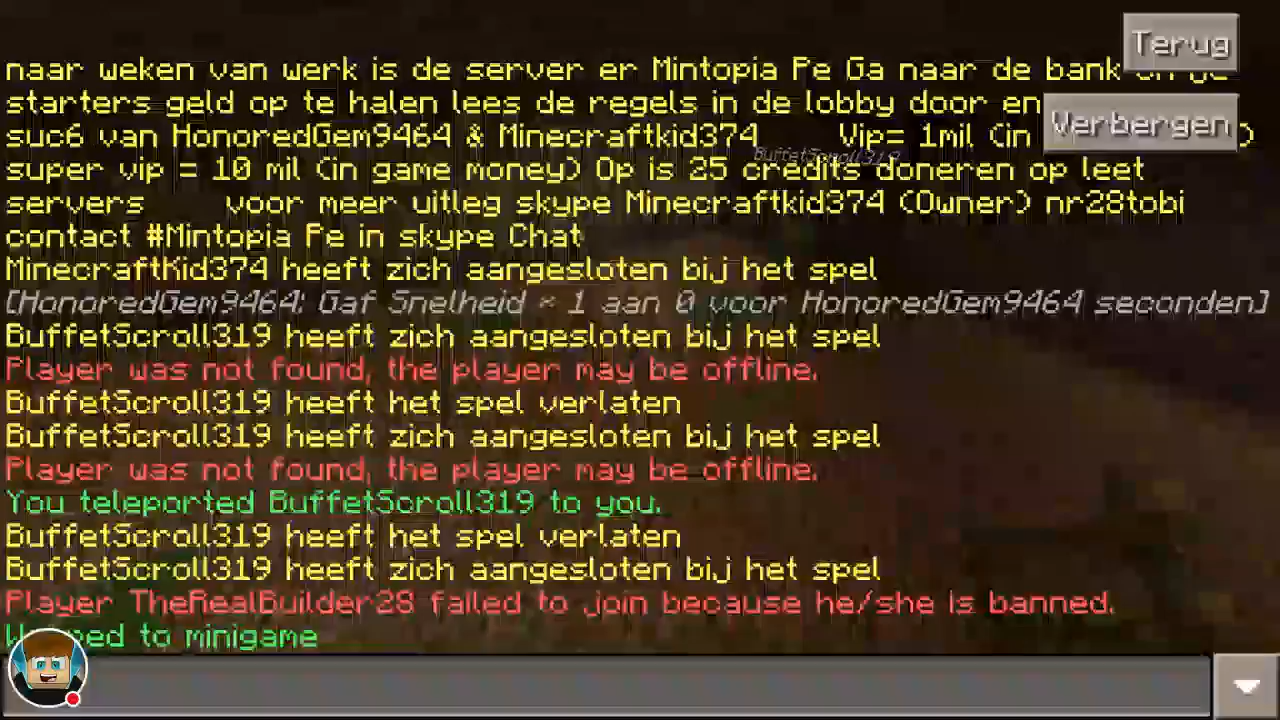 Terug
naar weken van werk is de server er Mintopia Pe Ga naar de bank
starters geld op te halen lees de regels in de lobby door en
Verbergen
suc6 van HonoredGem9464 & Minecraftkid374 Vip= 1mil (in )
BuffetScroll319
super vip = 10 mil (in game money) Op is 25 credits doneren op leet
servers voor meer uitleg skype Minecraftkid374 (Owner) nr28tobi
contact #Mintopia Pe in skype Chat
MinecraftKid374 heeft zich aangesloten bij het spel
[HonoredGem9464: Gaf Snelheid × 1 aan 0 voor HonoredGem9464 seconden]
BuffetScroll319 heeft zich aangesloten bij het spel
Player was not found, the player may be offline.
BuffetScroll319 heeft het spel verlaten
BuffetScroll319 heeft zich aangesloten bij het spel
Player was not found, the player may be offline.
You teleported BuffetScroll319 to you.
BuffetScroll319 heeft het spel verlaten
BuffetScroll319 heeft zich aangesloten bij het spel
Player TheRealBuilder28 failed to join because he/she is banned.
to minigame